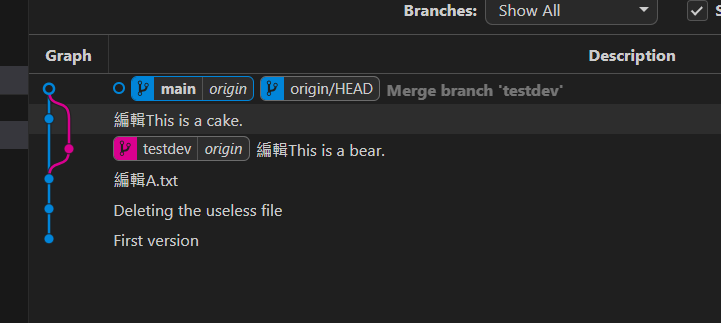 Branches: Show All
Graph Description
main origin origin/HEAD Merge branch 'testdev'
編輯This is a cake.
testdev origin 編輯This is a bear.
編輯A.txt
Deleting the useless file
First version